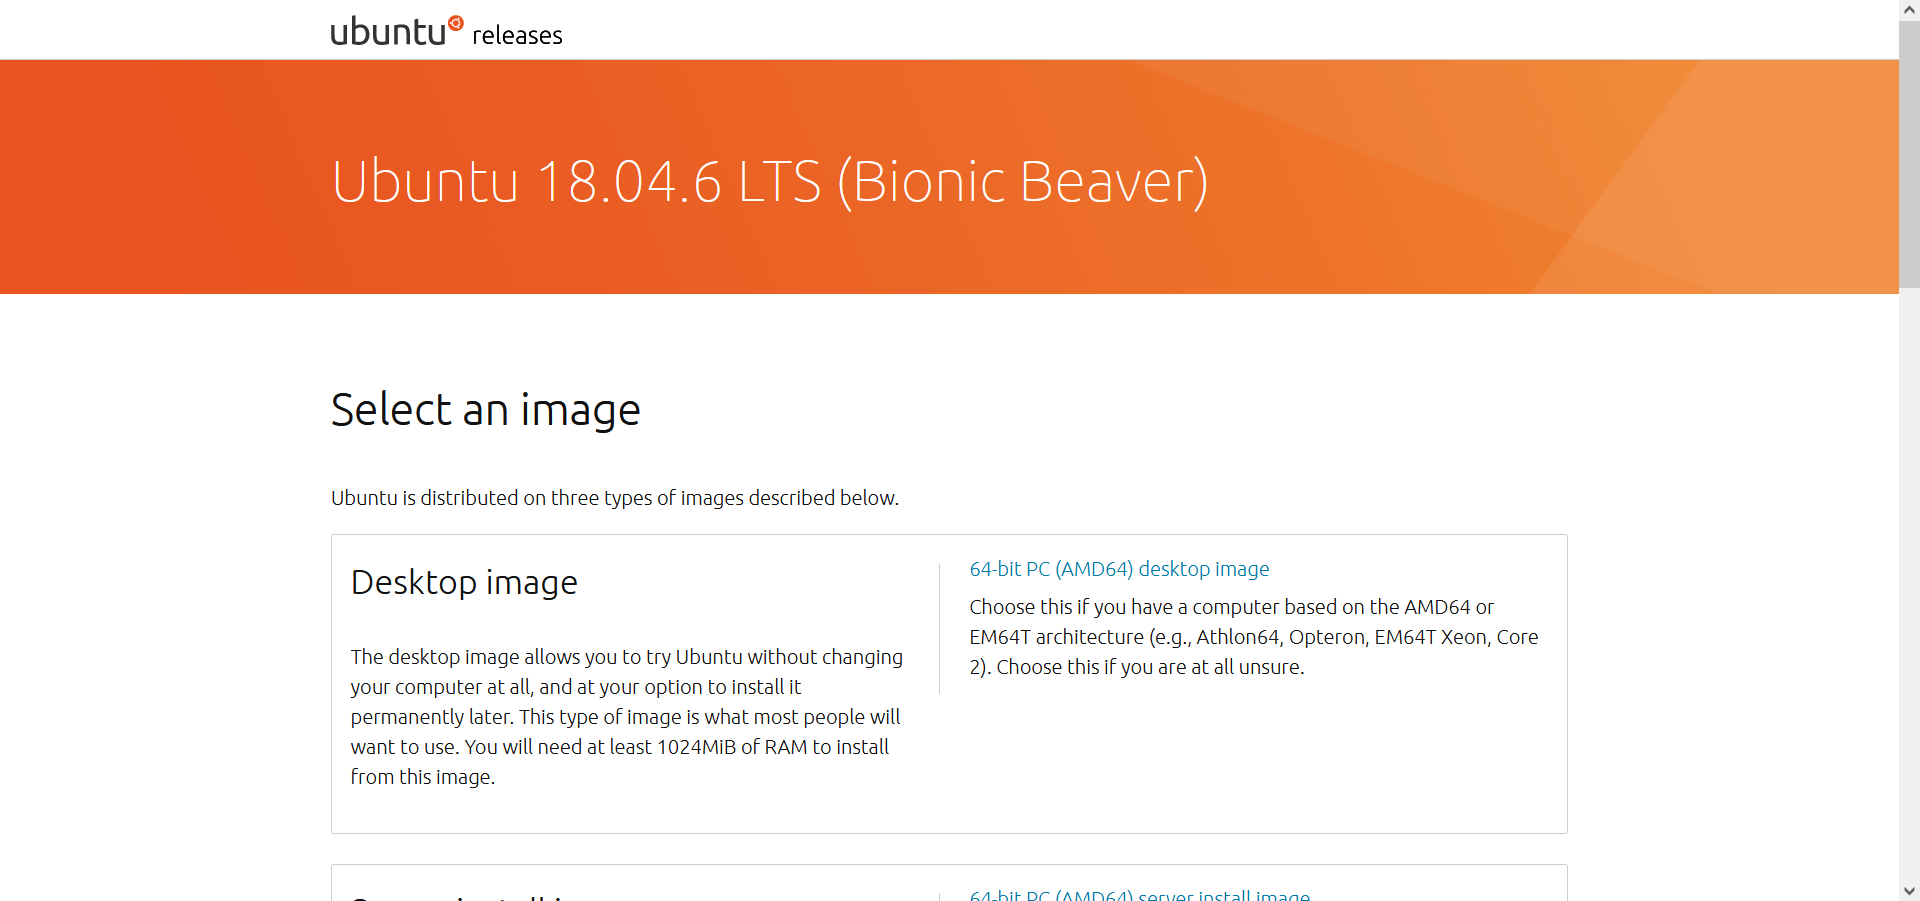 ubuntu releases
Ubuntu 18.04.6 LTS (Bionic Beaver)
Select an image
Ubuntu is distributed on three types of images described below.
Desktop image
The desktop image allows you to try Ubuntu without changing
your computer at all, and at your option to install it
permanently later. This type of image is what most people will
want to use. You will need at least 1024MiB of RAM to install
from this image.
64-bit PC (AMD64) desktop image
Choose this if you have a computer based on the AMD64 or
EM64T architecture (e.g., Athlon64, Opteron, EM64T Xeon, Core
2). Choose this if you are at all unsure.
64-bit PC (AMD64) server install image